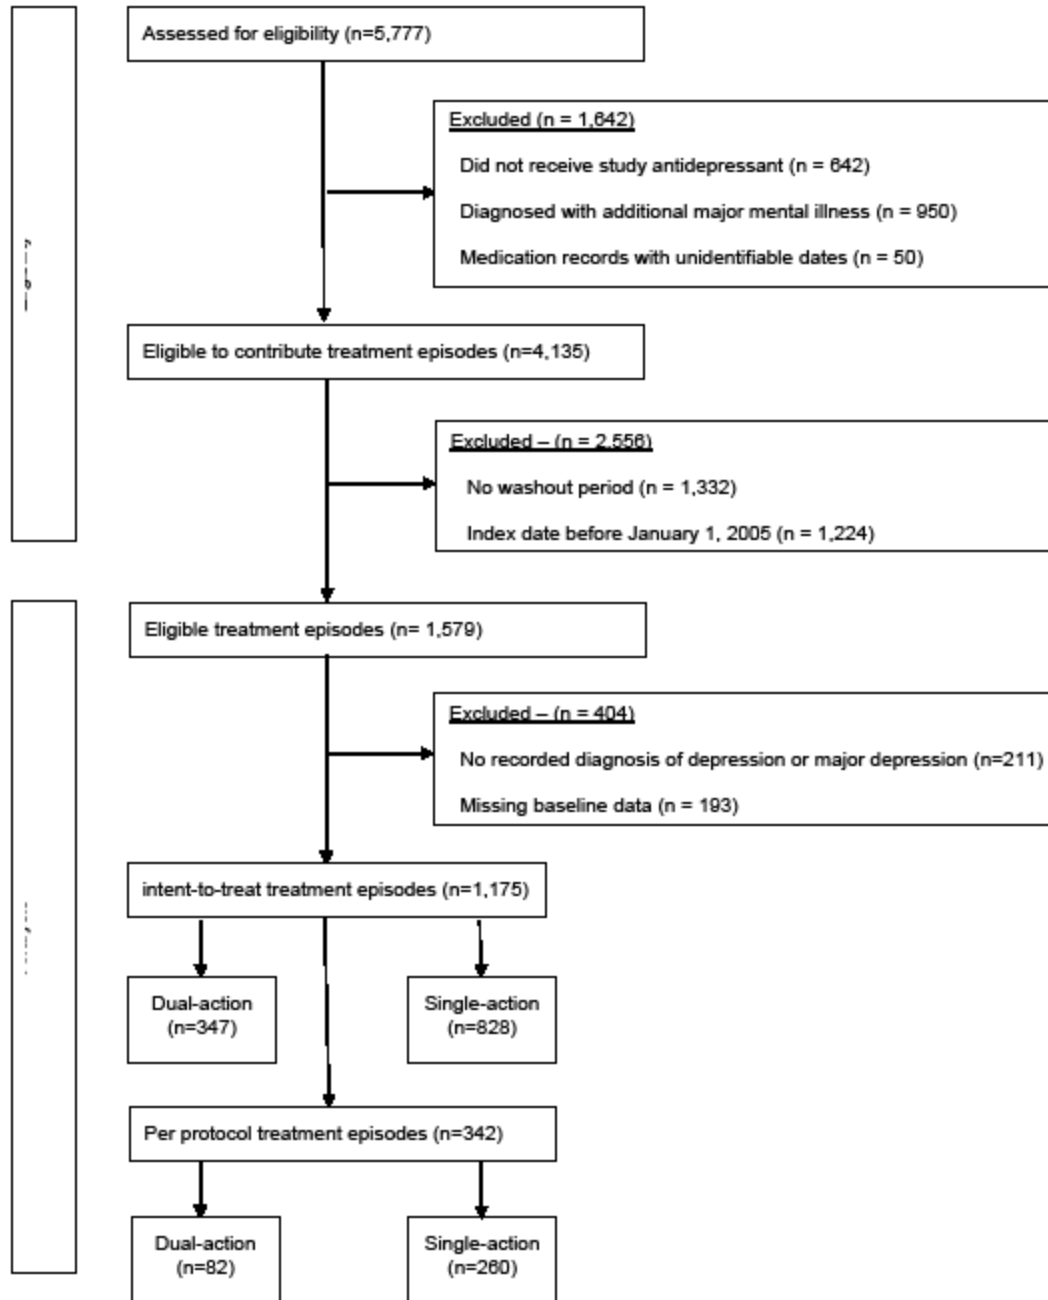 Assessed for eligibility (n=5,777)
Excluded (n = 1,642)
Did not receive study antidepressant (n = 642)
Diagnosed with additional major mental illness (n = 950)
Medication records with unidentifiable dates (n = 50)
Eligible to contribute treatment episodes (n=4,135)
Excluded – (n = 2,556)
No washout period (n = 1,332)
Index date before January 1, 2005 (n = 1,224)
Eligible treatment episodes (n= 1,579)
Excluded – (n = 404)
No recorded diagnosis of depression or major depression (n=211)
Missing baseline data (n = 193)
intent-to-treat treatment episodes (n=1,175)
Dual-action
(n=347)
Single-action
(n=828)
Per protocol treatment episodes (n=342)
Dual-action
(n=82)
Single-action
(n=260)